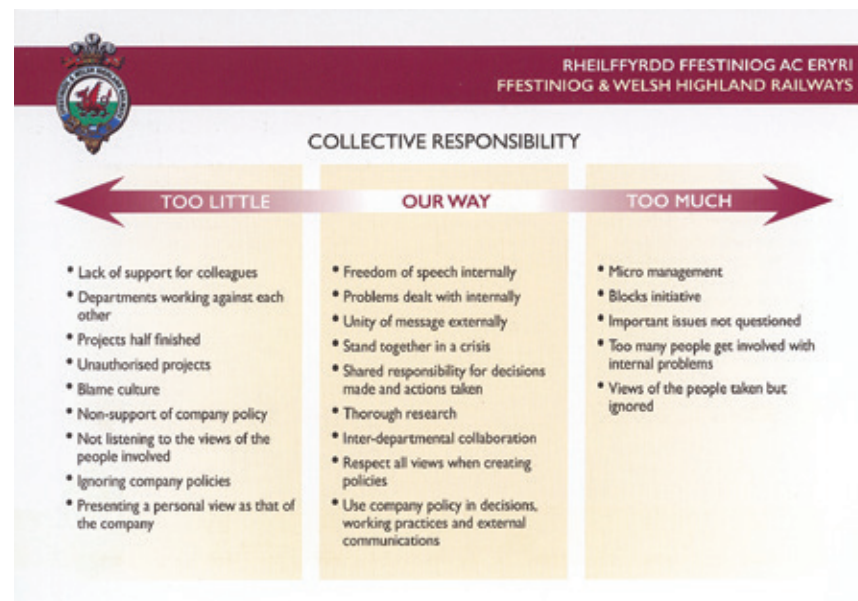 RHEILFFYRDD FFESTINIOG AC ERYRI
FFESTINIOG & WELSH HIGHLAND RAILWAYS
COLLECTIVE RESPONSIBILITY
TOO LITTLE
• Lack of support for colleagues
• Departments working against each
other
• Projects half finished
• Unauthorised projects
• Blame culture
• Non-support of company policy
• Not listening to the views of the
people involved
• Ignoring company policies
• Presenting a personal view as that of
the company
OUR WAY
• Freedom of speech internally
• Problems dealt with internally
• Unity of message externally
• Stand together in a crisis
• Shared responsibility for decisions
made and actions taken
• Thorough research
• Inter-departmental collaboration
• Respect all views when creating
policies
• Use company policy in decisions,
working practices and external
communications
TOO MUCH
• Micro management
• Blocks initiative
• Important issues not questioned
• Too many people get involved with
internal problems
• Views of the people taken but
ignored